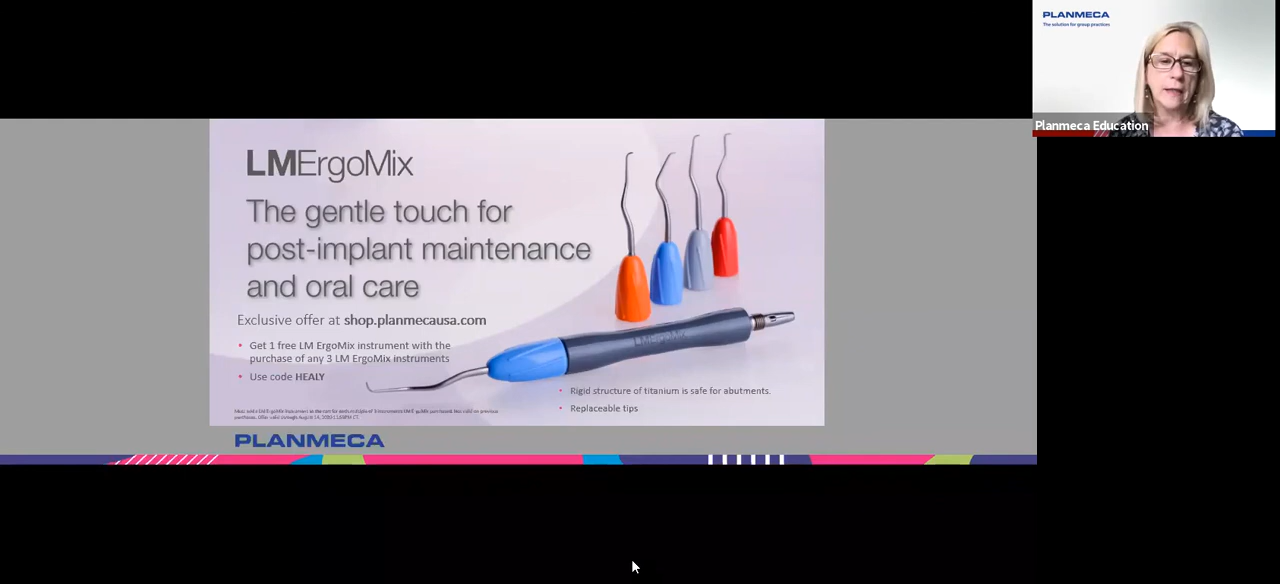 PLANMECA
The solution for group practices
Planmeca Education
LMErgoMix
The gentle touch for
post-implant maintenance
and oral care
Exclusive offer at shop.planmecausa.com
• Get 1 free LM ErgoMix instrument with the
purchase of any 3 LM ErgoMix instruments
• Use code HEALY
LMErgoMix
• Rigid structure of titanium is safe for abutments.
• Replaceable tips
PLANMECA